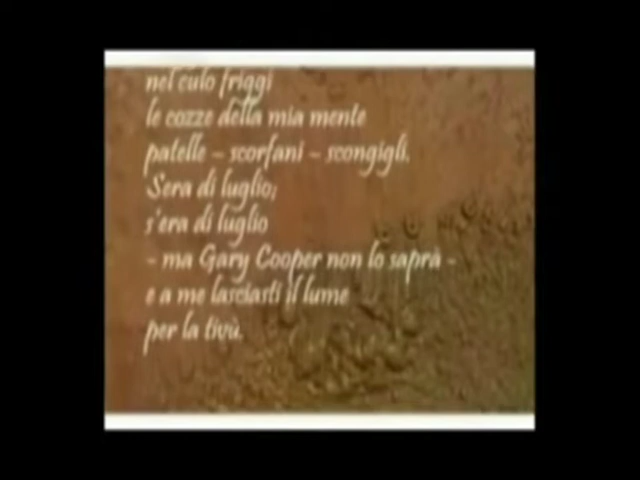 nel culo friggi
le cozze della mia mente
patelle – scorfani – scongigli.
Sera di luglio;
s'era di luglio
- ma Gary Cooper non lo saprà -
e a me lasciasti il lume
per la tivù.